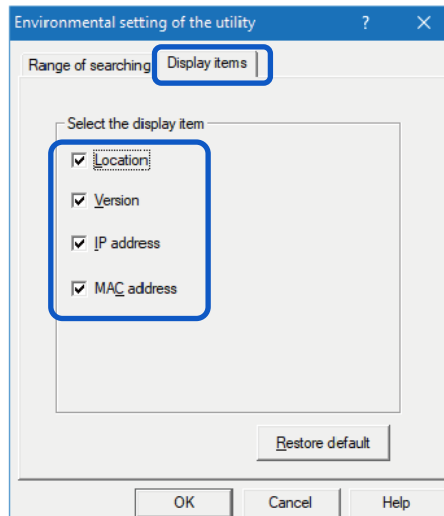 Environmental setting of the utility ? ×
Range of searching Display items
Select the display item
Location
Version
IP address
MAC address
Restore default
OK Cancel Help